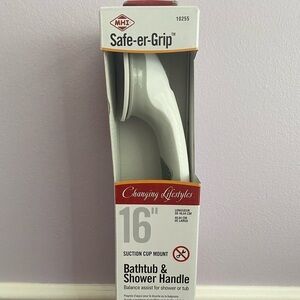 MHI
10255
Safe-er-Grip™
Changing Lifestyles™
16"
SUCTION CUP MOUNT
Bathtub &
Shower Handle
Balance assist for shower or tub